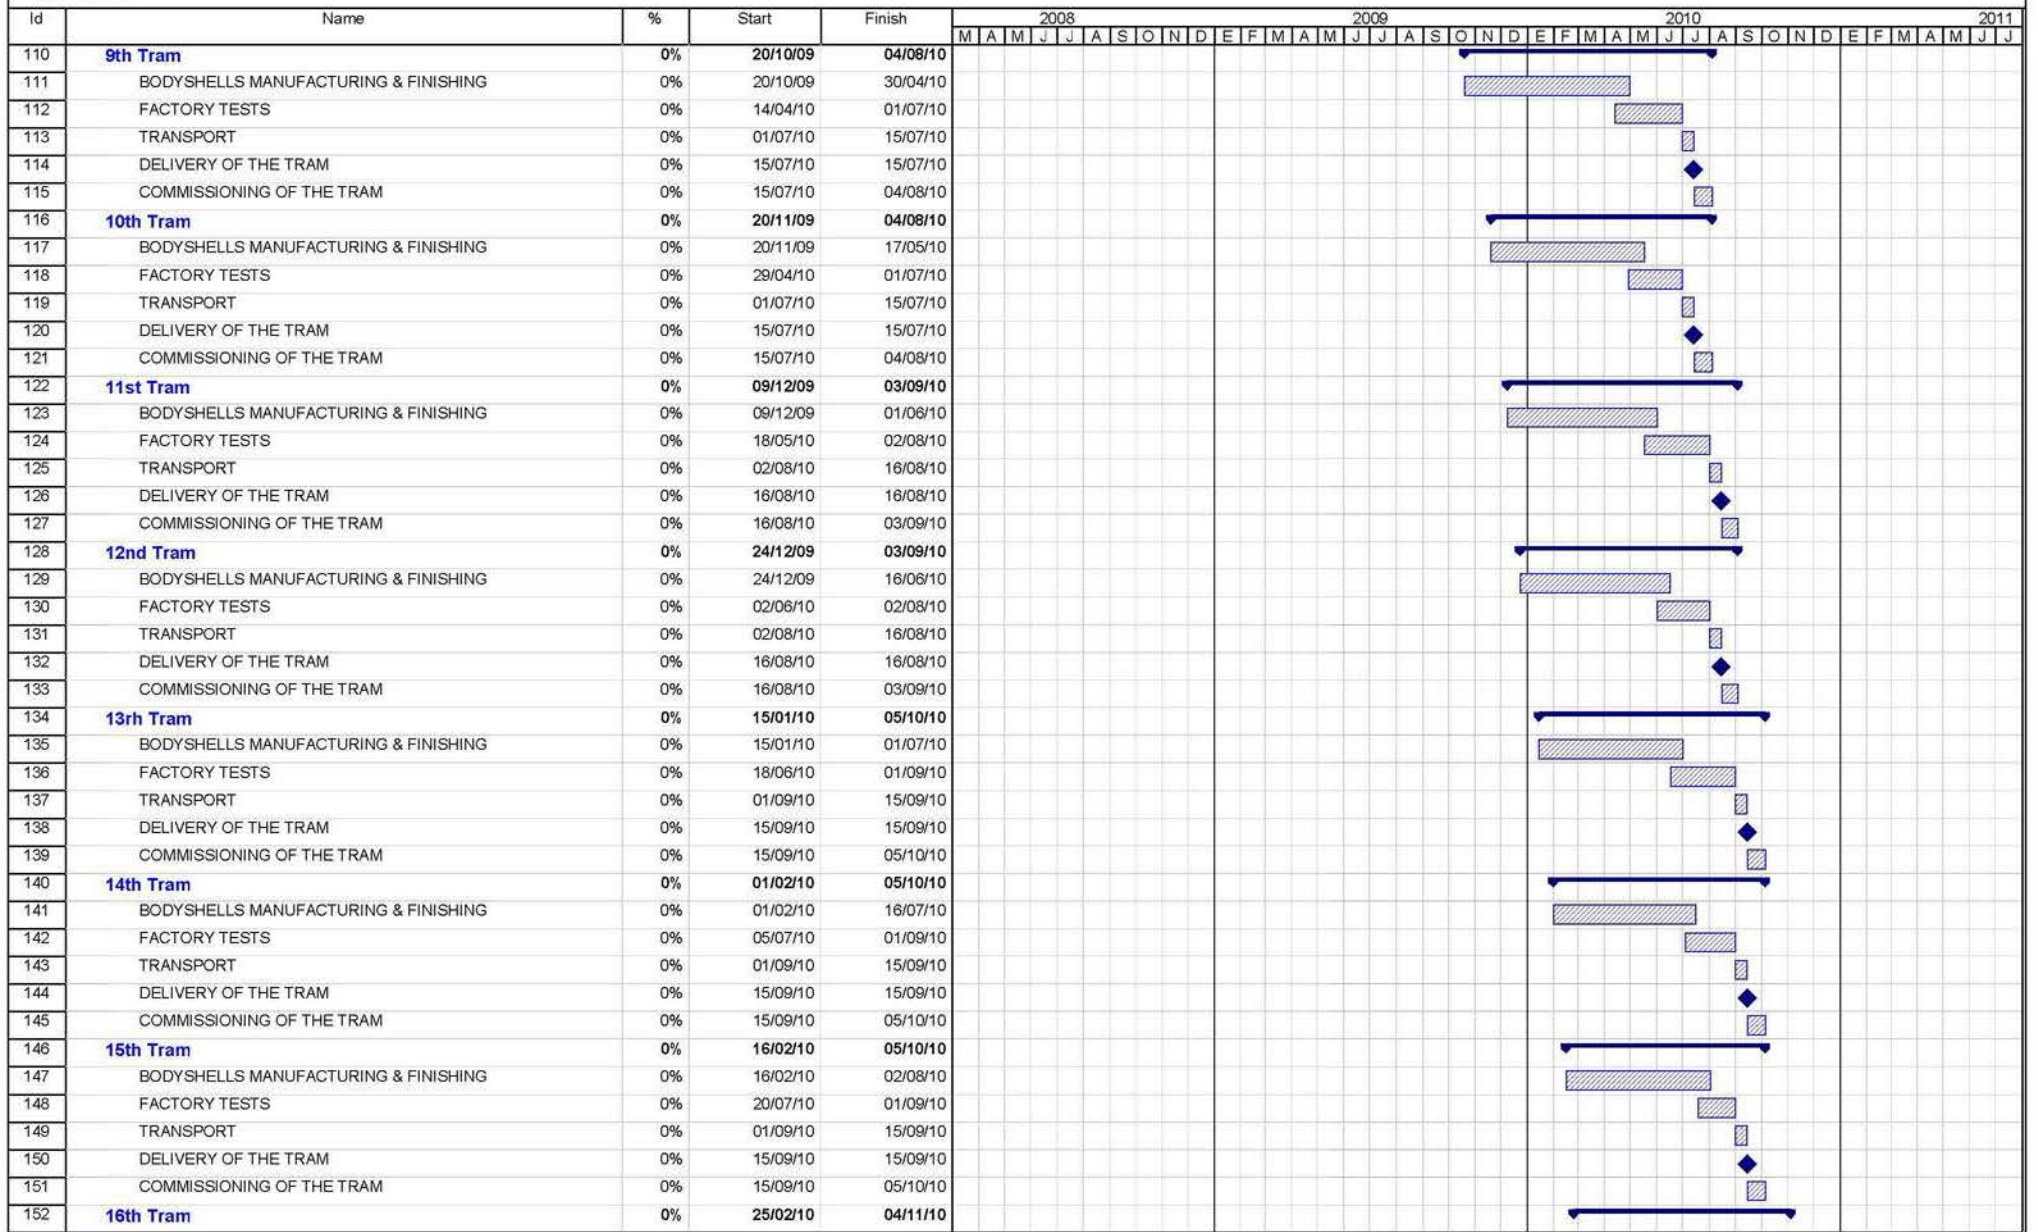 Id Name % Start Finish 2008 2009 2010 2011
M A M J J A S O N D E F M A M J J A S O N D E F M A M J J A S O N D E F M A M J J
110 9th Tram 0% 20/10/09 04/08/10
111 BODYSHELLS MANUFACTURING & FINISHING 0% 20/10/09 30/04/10
112 FACTORY TESTS 0% 14/04/10 01/07/10
113 TRANSPORT 0% 01/07/10 15/07/10
114 DELIVERY OF THE TRAM 0% 15/07/10 15/07/10
115 COMMISSIONING OF THE TRAM 0% 15/07/10 04/08/10
116 10th Tram 0% 20/11/09 04/08/10
117 BODYSHELLS MANUFACTURING & FINISHING 0% 20/11/09 17/05/10
118 FACTORY TESTS 0% 29/04/10 01/07/10
119 TRANSPORT 0% 01/07/10 15/07/10
120 DELIVERY OF THE TRAM 0% 15/07/10 15/07/10
121 COMMISSIONING OF THE TRAM 0% 15/07/10 04/08/10
122 11st Tram 0% 09/12/09 03/09/10
123 BODYSHELLS MANUFACTURING & FINISHING 0% 09/12/09 01/06/10
124 FACTORY TESTS 0% 18/05/10 02/08/10
125 TRANSPORT 0% 02/08/10 16/08/10
126 DELIVERY OF THE TRAM 0% 16/08/10 16/08/10
127 COMMISSIONING OF THE TRAM 0% 16/08/10 03/09/10
128 12nd Tram 0% 24/12/09 03/09/10
129 BODYSHELLS MANUFACTURING & FINISHING 0% 24/12/09 16/06/10
130 FACTORY TESTS 0% 02/06/10 02/08/10
131 TRANSPORT 0% 02/08/10 16/08/10
132 DELIVERY OF THE TRAM 0% 16/08/10 16/08/10
133 COMMISSIONING OF THE TRAM 0% 16/08/10 03/09/10
134 13rh Tram 0% 15/01/10 05/10/10
135 BODYSHELLS MANUFACTURING & FINISHING 0% 15/01/10 01/07/10
136 FACTORY TESTS 0% 18/06/10 01/09/10
137 TRANSPORT 0% 01/09/10 15/09/10
138 DELIVERY OF THE TRAM 0% 15/09/10 15/09/10
139 COMMISSIONING OF THE TRAM 0% 15/09/10 05/10/10
140 14th Tram 0% 01/02/10 05/10/10
141 BODYSHELLS MANUFACTURING & FINISHING 0% 01/02/10 16/07/10
142 FACTORY TESTS 0% 05/07/10 01/09/10
143 TRANSPORT 0% 01/09/10 15/09/10
144 DELIVERY OF THE TRAM 0% 15/09/10 15/09/10
145 COMMISSIONING OF THE TRAM 0% 15/09/10 05/10/10
146 15th Tram 0% 16/02/10 05/10/10
147 BODYSHELLS MANUFACTURING & FINISHING 0% 16/02/10 02/08/10
148 FACTORY TESTS 0% 20/07/10 01/09/10
149 TRANSPORT 0% 01/09/10 15/09/10
150 DELIVERY OF THE TRAM 0% 15/09/10 15/09/10
151 COMMISSIONING OF THE TRAM 0% 15/09/10 05/10/10
152 16th Tram 0% 25/02/10 04/11/10